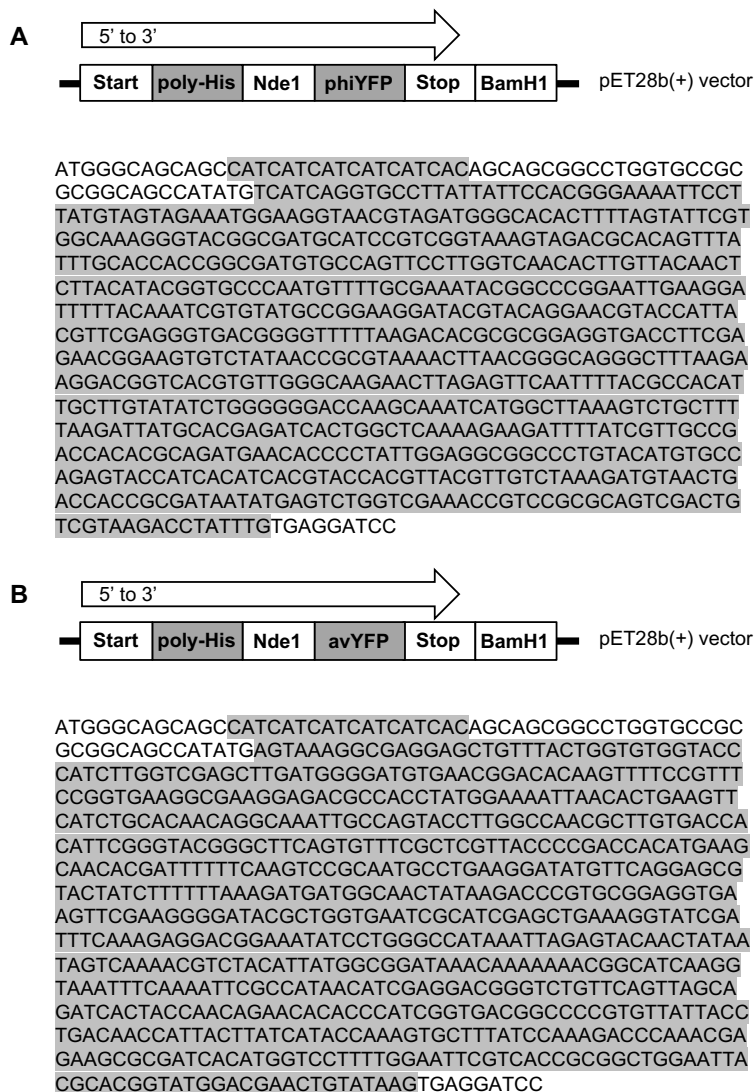 A
5' to 3'
Start poly-His Nde1 phiYFP Stop BamH1 pET28b(+) vector
ATGGGCAGCAGCCATCATCATCATCATCACAGCAGCGGCCTGGTGCCGC
GCGGCAGCCATATGTCATCAGGTGCCTTATTATTCCACGGGAAAATTCCT
TATGTAGTAGAAATGGAAGGTAACGTAGATGGGCACACTTTTAGTATTCGT
GGCAAAGGGTACGGCGATGCATCCGTCGGTAAAGTAGACGCACAGTTTA
TTTGCACCACCGGCGATGTGCCAGTTCCTTGGTCAACACTTGTTACAACT
CTTACATACGGTGCCCAATGTTTTGCGAAATACGGCCCGGAATTGAAGGA
TTTTTACAAATCGTGTATGCCGGAAGGATACGTACAGGAACGTACCATTA
CGTTCGAGGGTGACGGGGTTTTTAAGACACGCGCGGAGGTGACCTTCGA
GAACGGAAGTGTCTATAACCGCGTAAAACTTAACGGGCAGGGCTTTAAGA
AGGACGGTCACGTGTTGGGCAAGAACTTAGAGTTCAATTTTACGCCACAT
TGCTTGTATATCTGGGGGGACCAAGCAAATCATGGCTTAAAGTCTGCTTT
TAAGATTATGCACGAGATCACTGGCTCAAAAGAAGATTTTATCGTTGCCG
ACCACACGCAGATGAACACCCCTATTGGAGGCGGCCCTGTACATGTGCC
AGAGTACCATCACATCACGTACCACGTTACGTTGTCTAAAGATGTAACTG
ACCACCGCGATAATATGAGTCTGGTCGAAACCGTCCGCGCAGTCGACTG
TCGTAAGACCTATTTGTGAGGATCC
B
5' to 3'
Start poly-His Nde1 avYFP Stop BamH1 pET28b(+) vector
ATGGGCAGCAGCCATCATCATCATCATCACAGCAGCGGCCTGGTGCCGC
GCGGCAGCCATATGAGTAAAGGCGAGGAGCTGTTTACTGGTGTGGTACC
CATCTTGGTCGAGCTTGATGGGGATGTGAACGGACACAAGTTTTCCGTTT
CCGGTGAAGGCGAAGGAGACGCCACCTATGGAAAATTAACACTGAAGTT
CATCTGCACAACAGGCAAATTGCCAGTACCTTGGCCAACGCTTGTGACCA
CATTCGGGTACGGGCTTCAGTGTTTCGCTCGTTACCCCGACCACATGAAG
CAACACGATTTTTTCAAGTCCGCAATGCCTGAAGGATATGTTCAGGAGCG
TACTATCTTTTTTAAAGATGATGGCAACTATAAGACCCGTGCGGAGGTGA
AGTTCGAAGGGGATACGCTGGTGAATCGCATCGAGCTGAAAGGTATCGA
TTTCAAAGAGGACGGAAATATCCTGGGCCATAAATTAGAGTACAACTATAA
TAGTCAAAACGTCTACATTATGGCGGATAAACAAAAAAACGGCATCAAGG
TAAATTTCAAAATTCGCCATAACATCGAGGACGGGTCTGTTCAGTTAGCA
GATCACTACCAACAGAACACACCCATCGGTGACGGCCCCGTGTTATTACC
TGACAACCATTACTTATCATACCAAAGTGCTTTATCCAAAGACCCAAACGA
GAAGCGCGATCACATGGTCCTTTTGGAATTCGTCACCGCGGCTGGAATTA
CGCACGGTATGGACGAACTGTATAAGTGAGGATCC